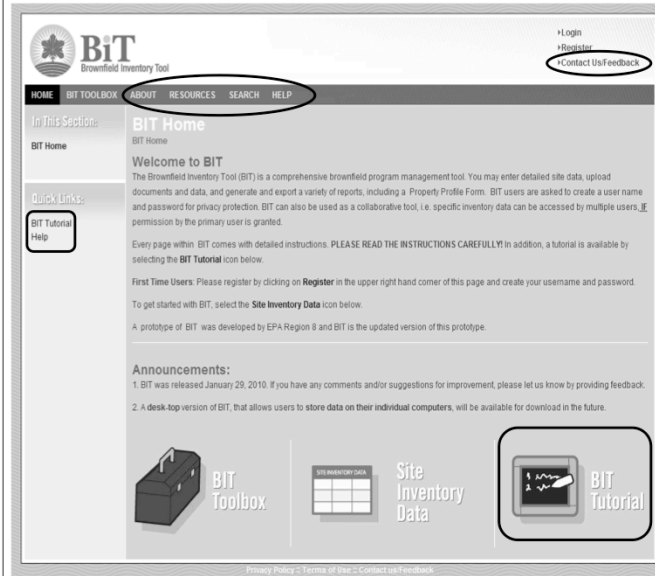 BiT
Brownfield Inventory Tool
Login
Register
Contact Us/Feedback
HOME BIT TOOLBOX ABOUT RESOURCES SEARCH HELP
In This Section:
BIT Home
Quick Links:
BIT Tutorial
Help
BIT Home
BIT Home
Welcome to BIT
The Brownfield Inventory Tool (BIT) is a comprehensive brownfield program management tool. You may enter detailed site data, upload
documents and data, and generate and export a variety of reports, including a Property Profile Form. BIT users are asked to create a user name
and password for privacy protection. BIT can also be used as a collaborative tool, i.e. specific inventory data can be accessed by multiple users, IF
permission by the primary user is granted.
Every page within BIT comes with detailed instructions. PLEASE READ THE INSTRUCTIONS CAREFULLY! In addition, a tutorial is available by
selecting the BIT Tutorial icon below.
First Time Users: Please register by clicking on Register in the upper right hand corner of this page and create your username and password.
To get started with BIT, select the Site Inventory Data icon below.
A prototype of BIT was developed by EPA Region 8 and BIT is the updated version of this prototype.
Announcements:
1. BIT was released January 29, 2010. If you have any comments and/or suggestions for improvement, please let us know by providing feedback.
2. A desk-top version of BIT, that allows users to store data on their individual computers, will be available for download in the future.
BIT
Toolbox
SITE INVENTORY DATA
Site
Inventory
Data
1
2
BIT
Tutorial
Privacy Policy :: Terms of Use :: Contact us/Feedback